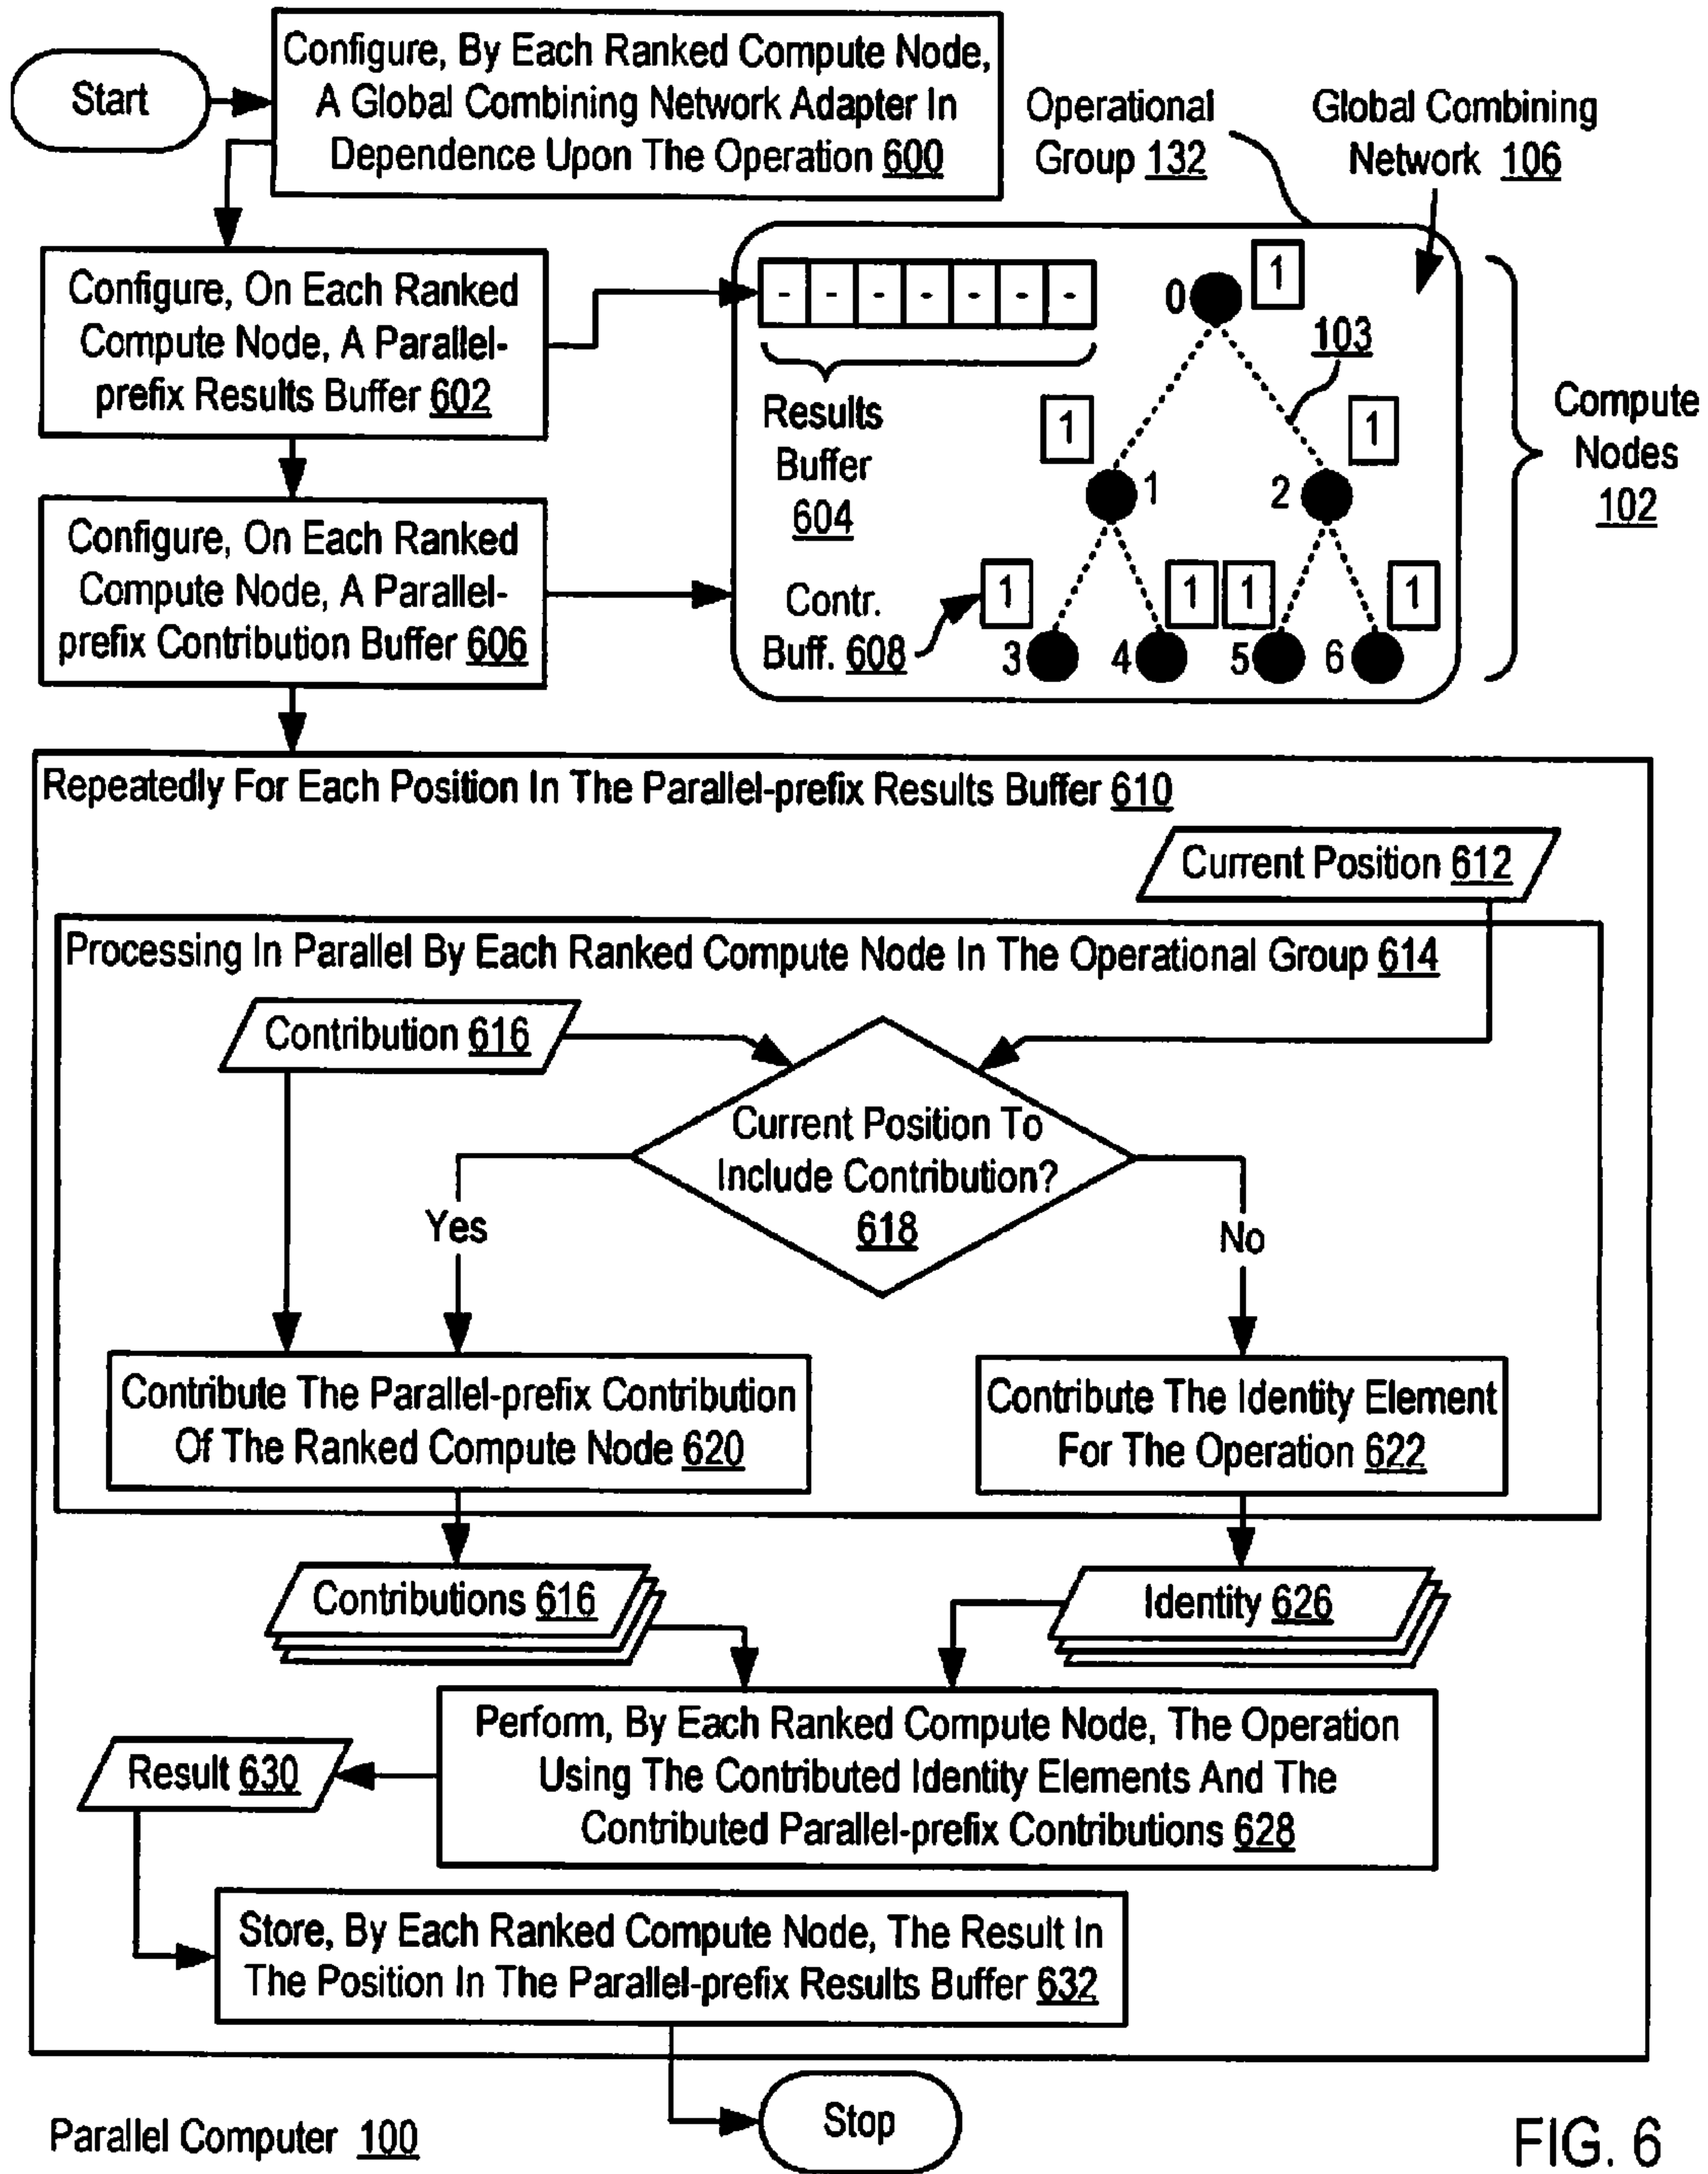 Start
Configure, By Each Ranked Compute Node,
A Global Combining Network Adapter In
Dependence Upon The Operation 600
Operational
Group 132
Global Combining
Network 106
Configure, On Each Ranked
Compute Node, A Parallel-
prefix Results Buffer 602
- - - - - - -
Results
Buffer
604
0
1
103
1
1
1
2
Compute
Nodes
102
Configure, On Each Ranked
Compute Node, A Parallel-
prefix Contribution Buffer 606
Contr.
Buff. 608
1
1
1
1
3
4
5
6
Repeatedly For Each Position In The Parallel-prefix Results Buffer 610
Current Position 612
Processing In Parallel By Each Ranked Compute Node In The Operational Group 614
Contribution 616
Current Position To
Include Contribution?
618
Yes
No
Contribute The Parallel-prefix Contribution
Of The Ranked Compute Node 620
Contribute The Identity Element
For The Operation 622
Contributions 616
Identity 626
Perform, By Each Ranked Compute Node, The Operation
Using The Contributed Identity Elements And The
Contributed Parallel-prefix Contributions 628
Result 630
Store, By Each Ranked Compute Node, The Result In
The Position In The Parallel-prefix Results Buffer 632
Stop
Parallel Computer 100
FIG. 6